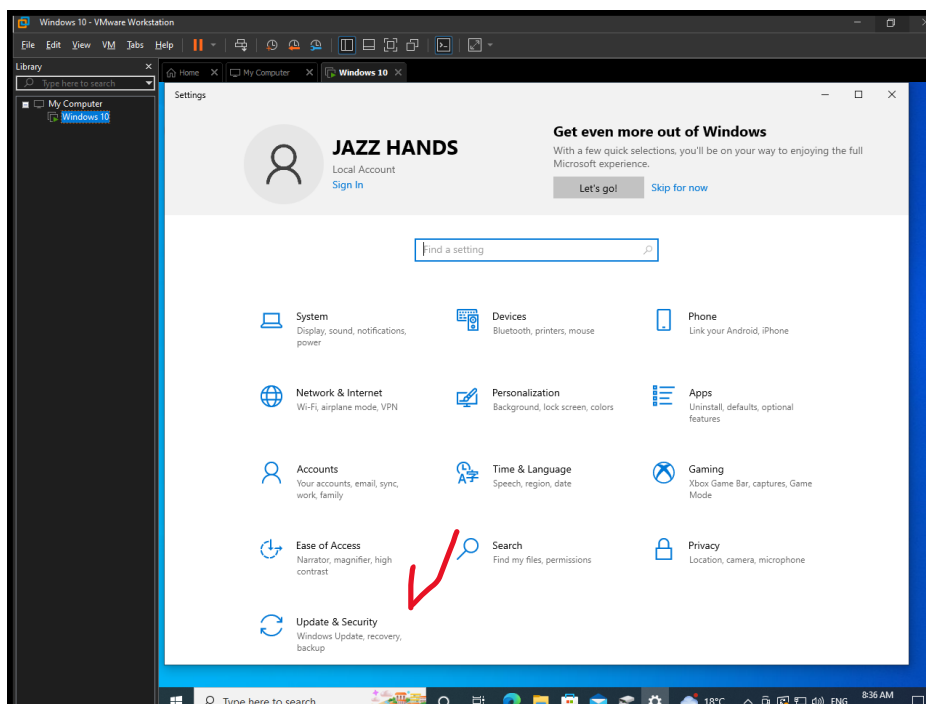 Windows 10 - VMware Workstation
File Edit View VM Tabs Help
Library
Type here to search
My Computer
Windows 10
Home
My Computer
Windows 10
Settings
JAZZ HANDS
Local Account
Sign In
Get even more out of Windows
With a few quick selections, you'll be on your way to enjoying the full
Microsoft experience.
Let's go!
Skip for now
Find a setting
System
Display, sound, notifications,
power
Devices
Bluetooth, printers, mouse
Phone
Link your Android, iPhone
Network & Internet
Wi-Fi, airplane mode, VPN
Personalization
Background, lock screen, colors
Apps
Uninstall, defaults, optional
features
Accounts
Your accounts, email, sync,
work, family
Time & Language
Speech, region, date
Gaming
Xbox Game Bar, captures, Game
Mode
Ease of Access
Narrator, magnifier, high
contrast
Search
Find my files, permissions
Privacy
Location, camera, microphone
Update & Security
Windows Update, recovery,
backup
Type here to search
18°C
ENG
8:36 AM